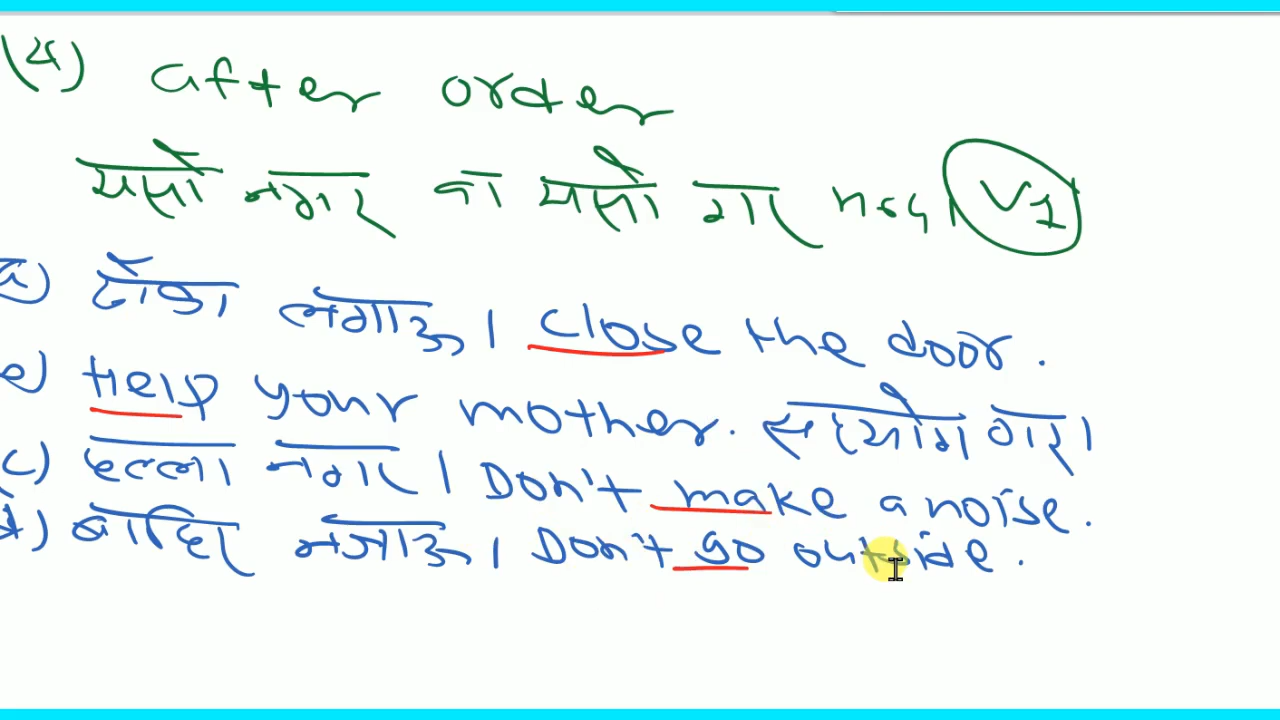 (४) after order
यसो नगर वा यसो गर भन्दा V1
a) ढोका लगाऊ। Close the door.
e) Help your mother. सहयोग गर।
c) हल्ला नगर। Don't make a noise.
d) बाहिर नजाऊ। Don't go outside.